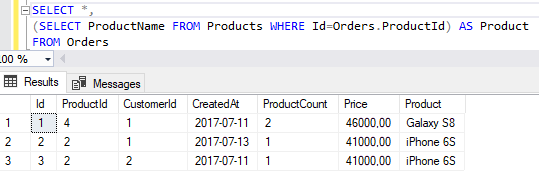 SELECT *,
(SELECT ProductName FROM Products WHERE Id=Orders.ProductId) AS Product
FROM Orders
00 %
Results Messages
Id ProductId CustomerId CreatedAt ProductCount Price Product
1 1 4 1 2017-07-11 2 46000,00 Galaxy S8
2 2 2 1 2017-07-13 1 41000,00 iPhone 6S
3 3 2 2 2017-07-11 1 41000,00 iPhone 6S